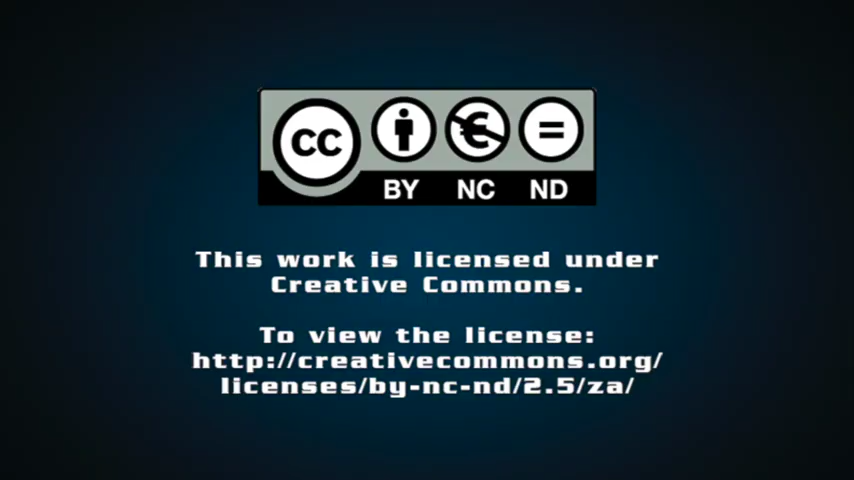 CC
BY NC ND
This work is licensed under
Creative Commons.
To view the license:
http://creativecommons.org/
licenses/by-nc-nd/2.5/za/